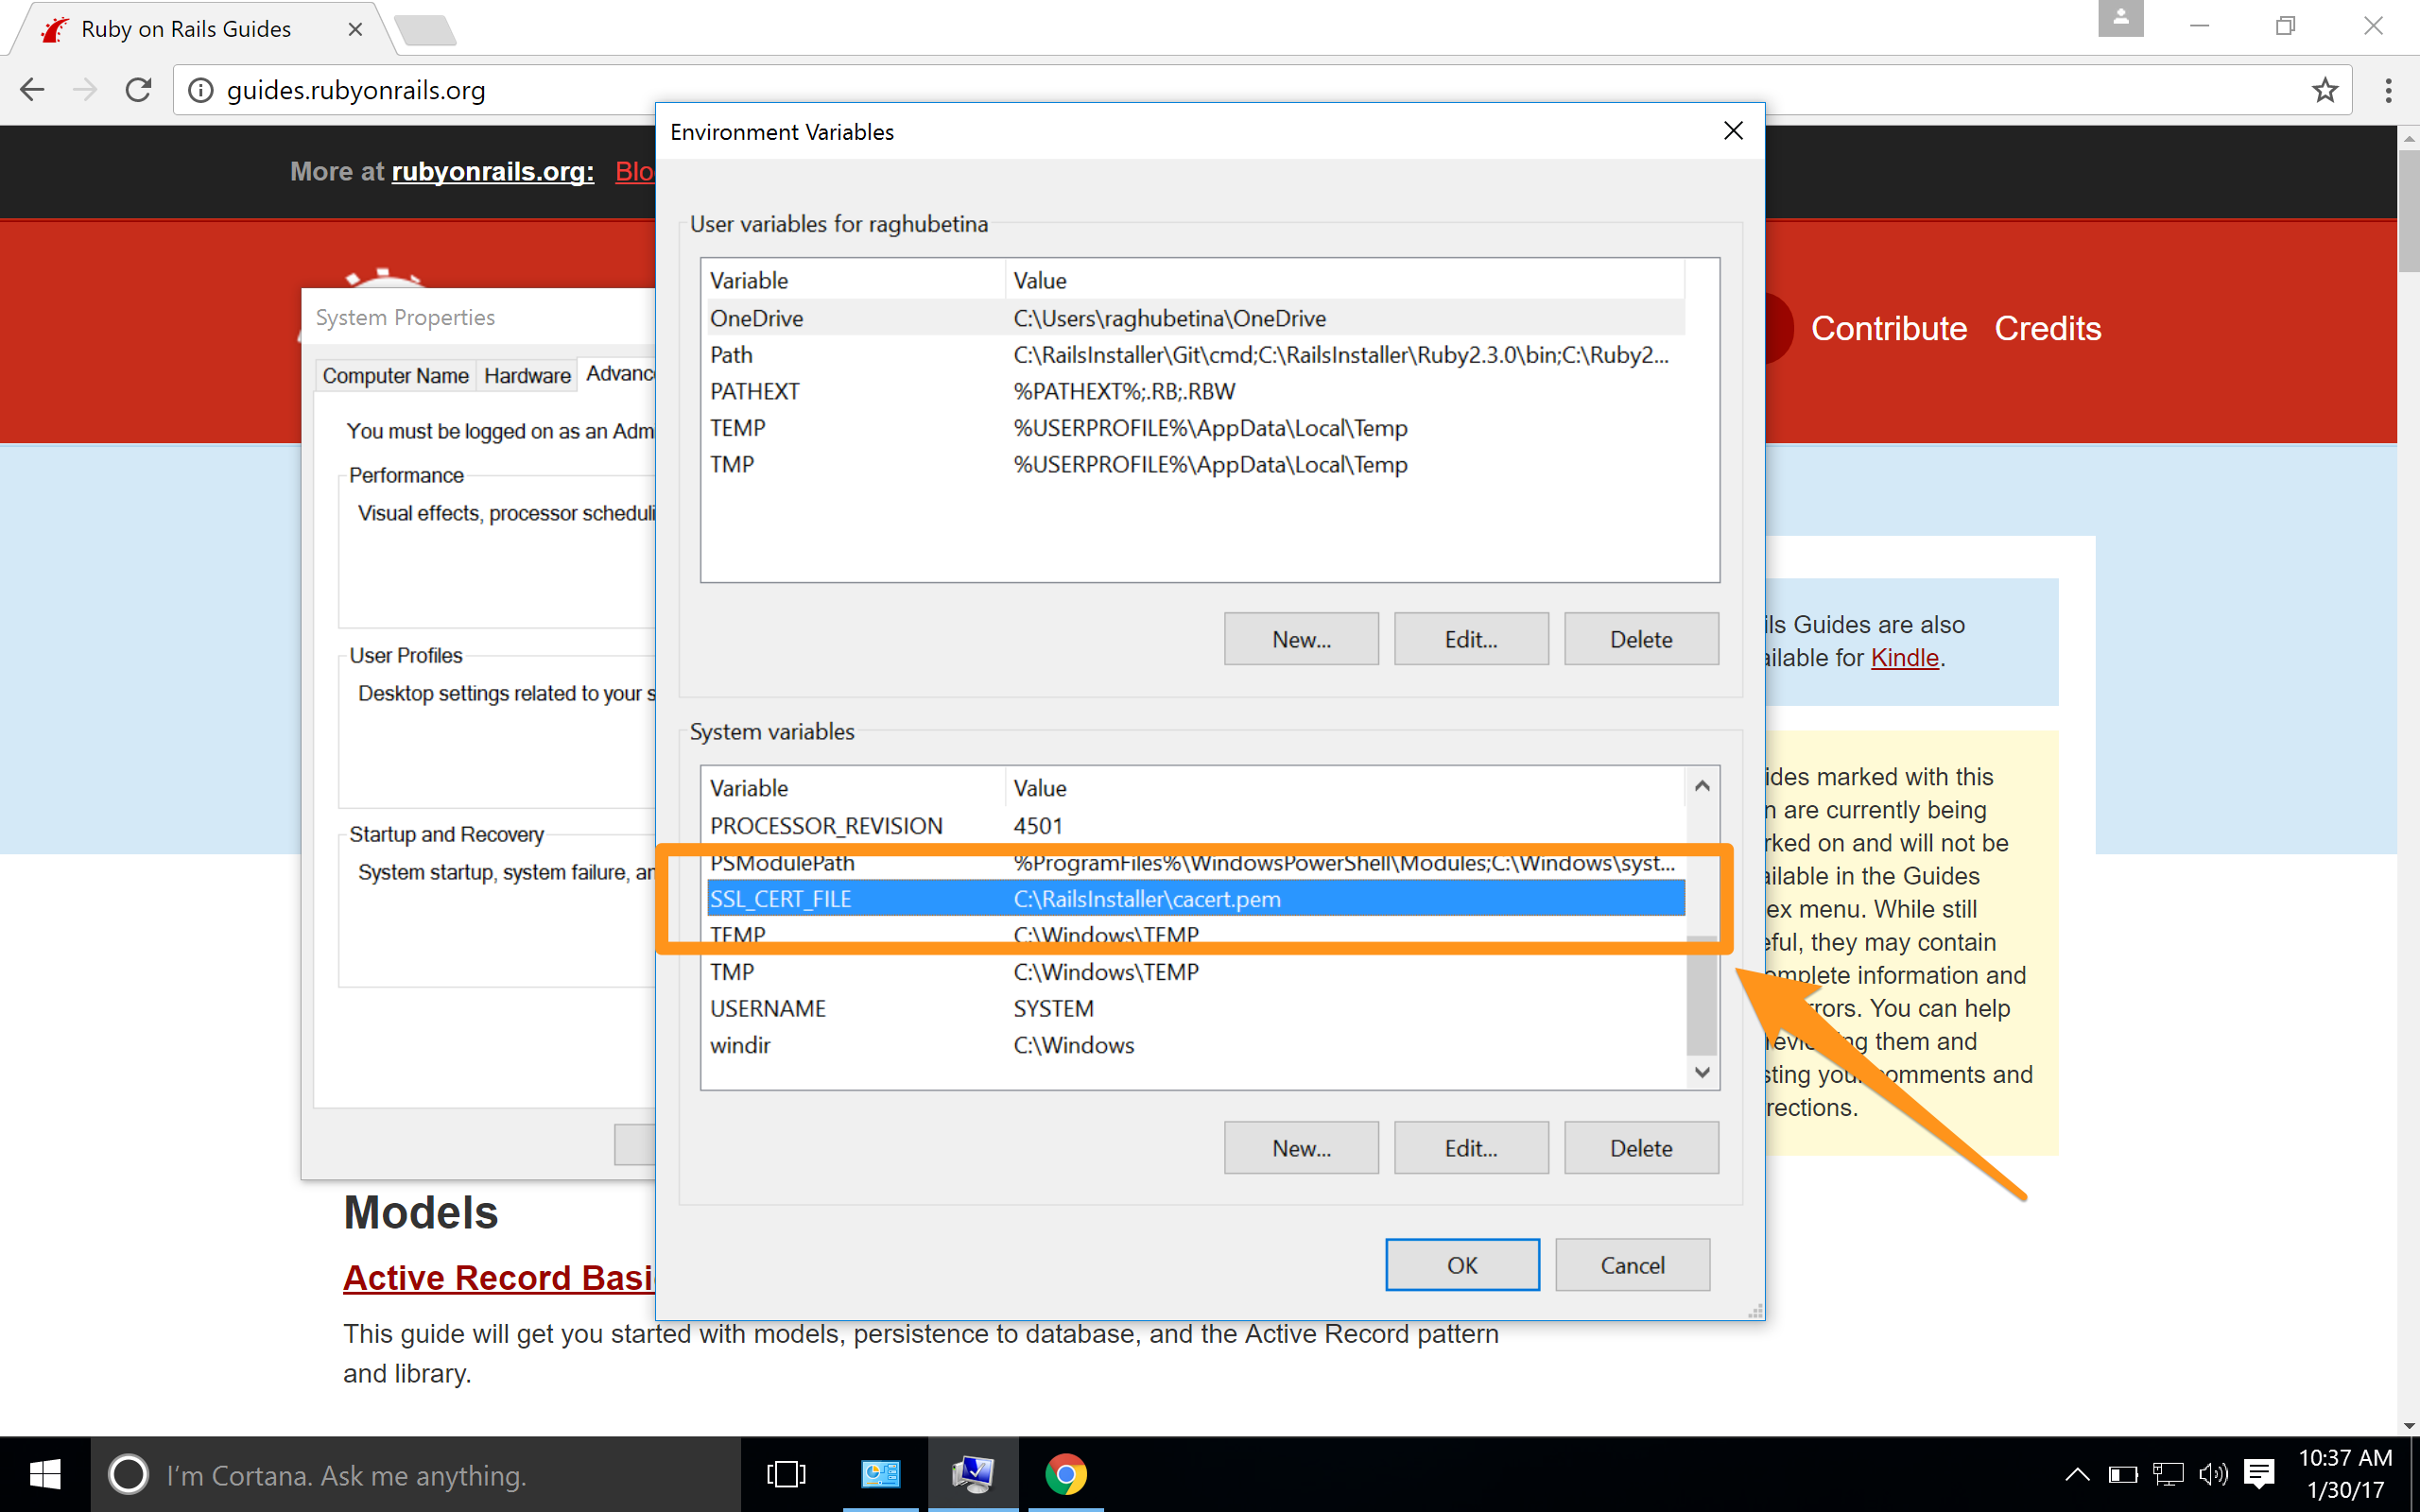 Ruby on Rails Guides
guides.rubyonrails.org
More at rubyonrails.org: Blo
Contribute Credits
System Properties
Computer Name Hardware Advanc
You must be logged on as an Adm
Performance
Visual effects, processor scheduli
User Profiles
Desktop settings related to your s
Startup and Recovery
System startup, system failure, an
Environment Variables
User variables for raghubetina
Variable Value
OneDrive C:\Users\raghubetina\OneDrive
Path C:\RailsInstaller\Git\cmd;C:\RailsInstaller\Ruby2.3.0\bin;C:\Ruby2...
PATHEXT %PATHEXT%;.RB;.RBW
TEMP %USERPROFILE%\AppData\Local\Temp
TMP %USERPROFILE%\AppData\Local\Temp
New... Edit... Delete
System variables
Variable Value
PROCESSOR_REVISION 4501
PSModulePath %ProgramFiles%\WindowsPowerShell\Modules;C:\Windows\syst...
SSL_CERT_FILE C:\RailsInstaller\cacert.pem
TEMP C:\Windows\TEMP
TMP C:\Windows\TEMP
USERNAME SYSTEM
windir C:\Windows
New... Edit... Delete
OK Cancel
ils Guides are also
ilable for Kindle.
ides marked with this
n are currently being
rked on and will not be
ilable in the Guides
ex menu. While still
eful, they may contain
omplete information and
rrors. You can help
ng them and
sting your comments and
rections.
Models
Active Record Basi
This guide will get you started with models, persistence to database, and the Active Record pattern
and library.
I'm Cortana. Ask me anything.
10:37 AM
1/30/17